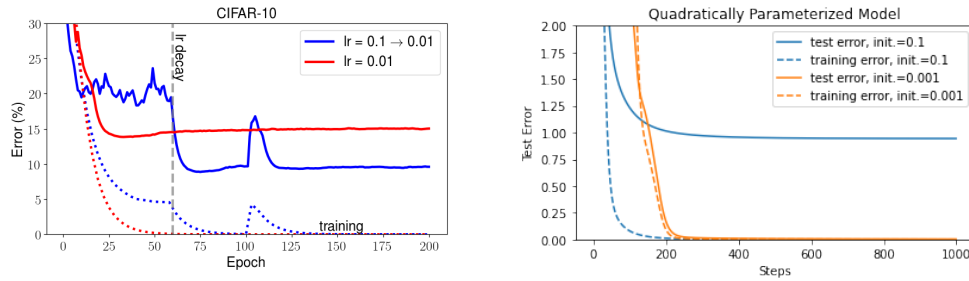 CIFAR-10
30
25
20
15
10
5
0
Error (%)
lr = 0.1 → 0.01
lr = 0.01
lr decay
training
0 25 50 75 100 125 150 175 200
Epoch
Quadratically Parameterized Model
2.00
1.75
1.50
1.25
1.00
0.75
0.50
0.25
0.00
Test Error
test error, init.=0.1
training error, init.=0.1
test error, init.=0.001
training error, init.=0.001
0 200 400 600 800 1000
Steps